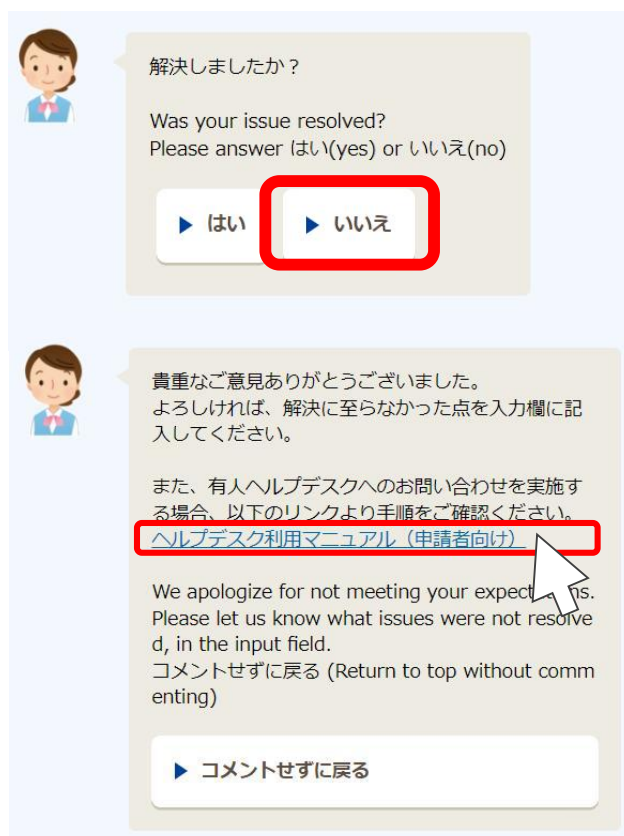 解決しましたか？
Was your issue resolved?
Please answer はい(yes) or いいえ(no)
はい
いいえ
貴重なご意見ありがとうございました。
よろしければ、解決に至らなかった点を入力欄に記
入してください。
また、有人ヘルプデスクへのお問い合わせを実施す
る場合、以下のリンクより手順をご確認ください。
ヘルプデスク利用マニュアル（申請者向け）
We apologize for not meeting your expectations.
Please let us know what issues were not resolve
d, in the input field.
コメントせずに戻る (Return to top without comm
enting)
コメントせずに戻る